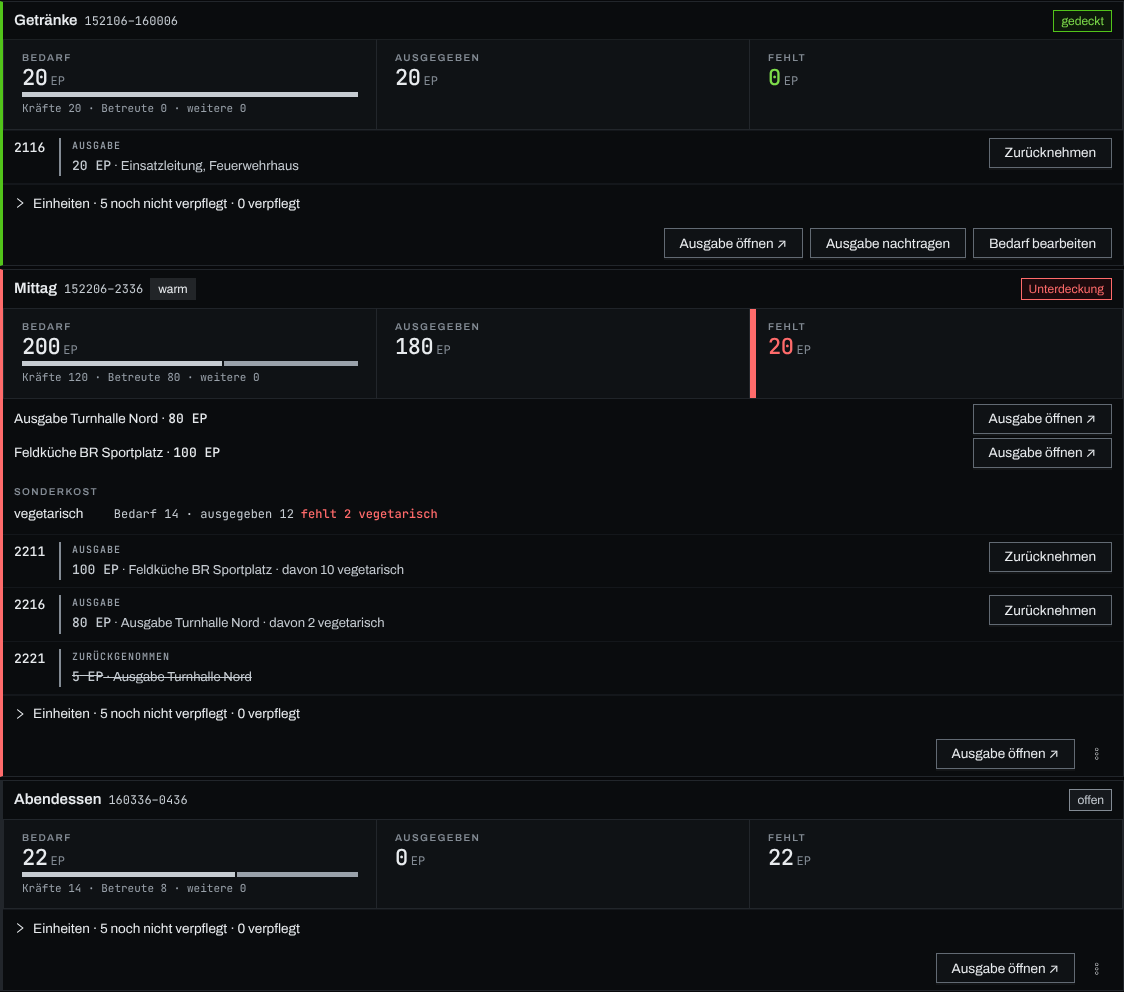 Getränke 152106–160006 gedeckt
BEDARF AUSGEGEBEN FEHLT
20 EP 20 EP 0 EP
Kräfte 20 · Betreute 0 · weitere 0
2116 AUSGABE Zurücknehmen
20 EP · Einsatzleitung, Feuerwehrhaus
Einheiten · 5 noch nicht verpflegt · 0 verpflegt
Ausgabe öffnen ↗ Ausgabe nachtragen Bedarf bearbeiten
Mittag 152206–2336 warm Unterdeckung
BEDARF AUSGEGEBEN FEHLT
200 EP 180 EP 20 EP
Kräfte 120 · Betreute 80 · weitere 0
Ausgabe Turnhalle Nord · 80 EP Ausgabe öffnen ↗
Feldküche BR Sportplatz · 100 EP Ausgabe öffnen ↗
SONDERKOST
vegetarisch Bedarf 14 · ausgegeben 12 fehlt 2 vegetarisch
2211 AUSGABE Zurücknehmen
100 EP · Feldküche BR Sportplatz · davon 10 vegetarisch
2216 AUSGABE Zurücknehmen
80 EP · Ausgabe Turnhalle Nord · davon 2 vegetarisch
2221 ZURÜCKGENOMMEN
5 EP · Ausgabe Turnhalle Nord
Einheiten · 5 noch nicht verpflegt · 0 verpflegt
Ausgabe öffnen ↗
Abendessen 160336–0436 offen
BEDARF AUSGEGEBEN FEHLT
22 EP 0 EP 22 EP
Kräfte 14 · Betreute 8 · weitere 0
Einheiten · 5 noch nicht verpflegt · 0 verpflegt
Ausgabe öffnen ↗